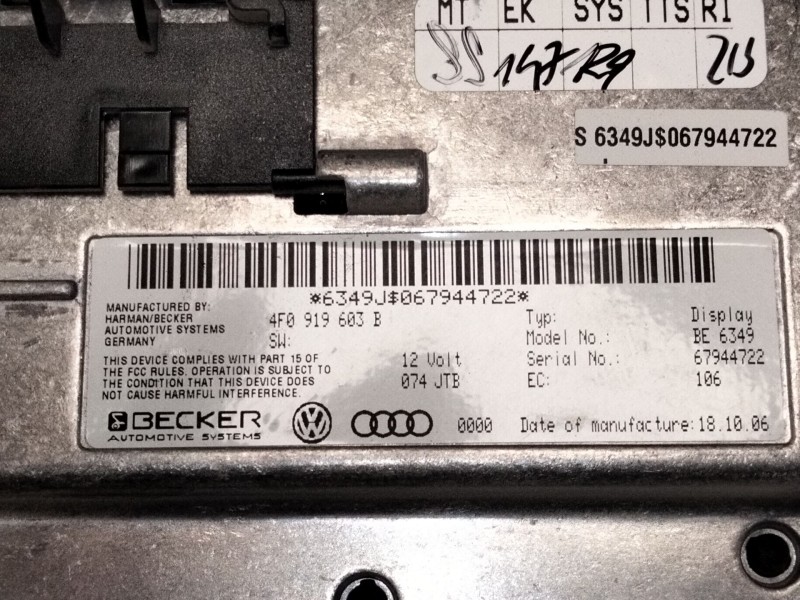 MT EK SYS TTS RI
S 6349J$067944722
*6349J$067944722*
MANUFACTURED BY:
HARMAN/BECKER
AUTOMOTIVE SYSTEMS
GERMANY
4F0 919 603 B
SW:
THIS DEVICE COMPLIES WITH PART 15 OF
THE FCC RULES. OPERATION IS SUBJECT TO
THE CONDITION THAT THIS DEVICE DOES
NOT CAUSE HARMFUL INTERFERENCE.
12 Volt
074 JTB
Typ: Display
Model No.: BE 6349
Serial No.: 67944722
EC: 106
BECKER
AUTOMOTIVE SYSTEMS
0000 Date of manufacture: 18.10.06